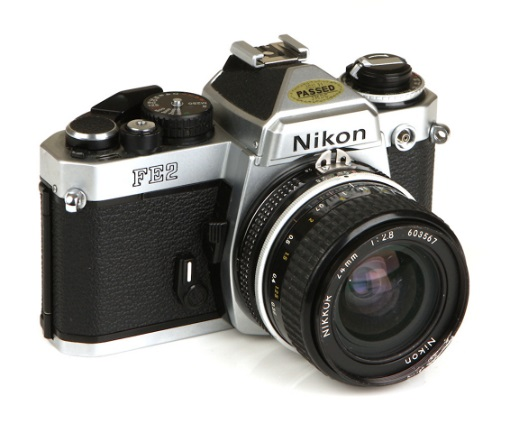 PASSED
Nikon
FE2
NIKKOR 24mm 1:2.8 603567
Nikon